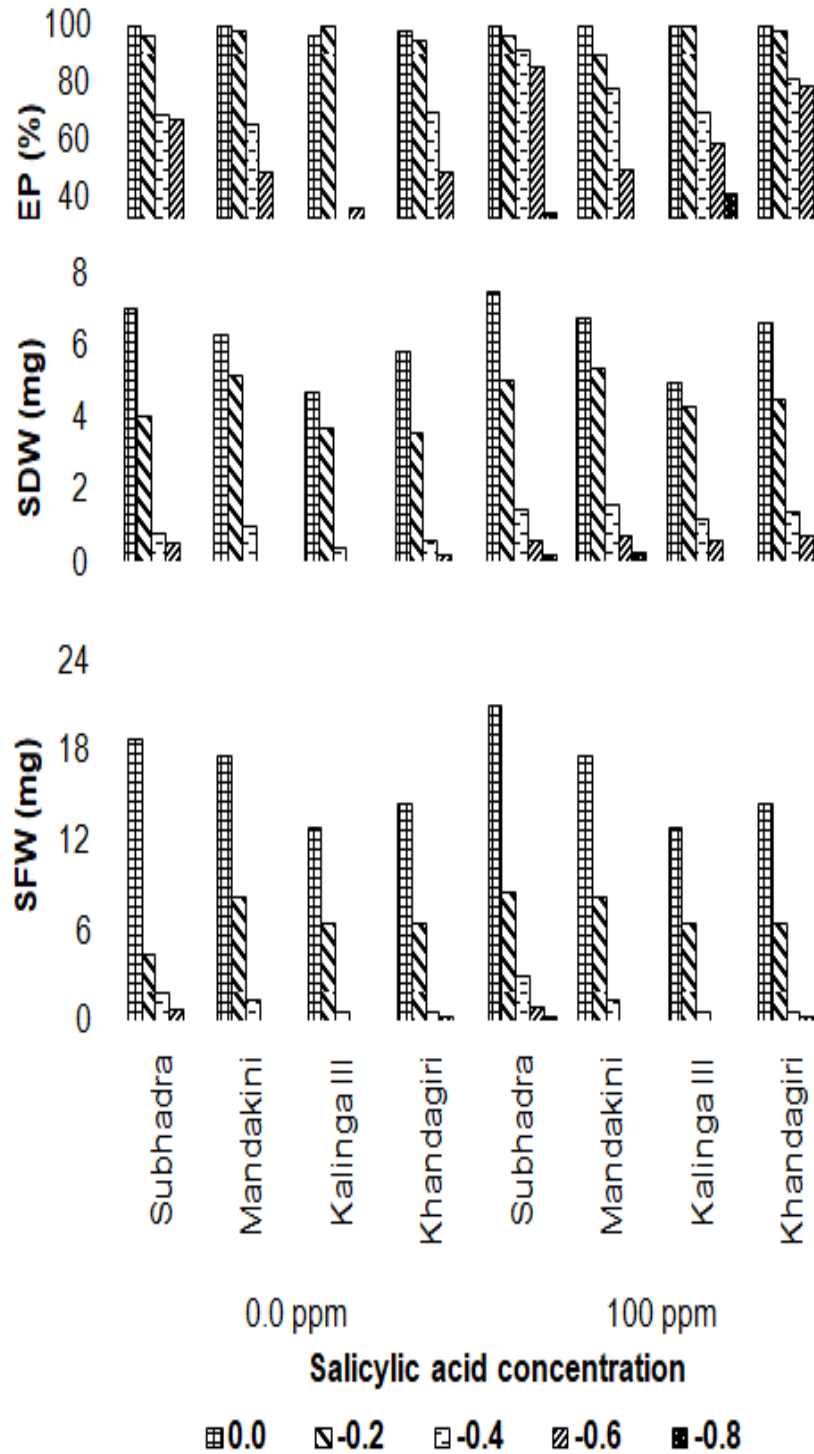 100
80
60
40
EP (%)
8
6
4
2
0
SDW (mg)
24
18
12
6
0
SFW (mg)
Subhadra
Mandakini
Kalinga III
Khandagiri
Subhadra
Mandakini
Kalinga III
Khandagiri
0.0 ppm 100 ppm
Salicylic acid concentration
0.0 -0.2 -0.4 -0.6 -0.8